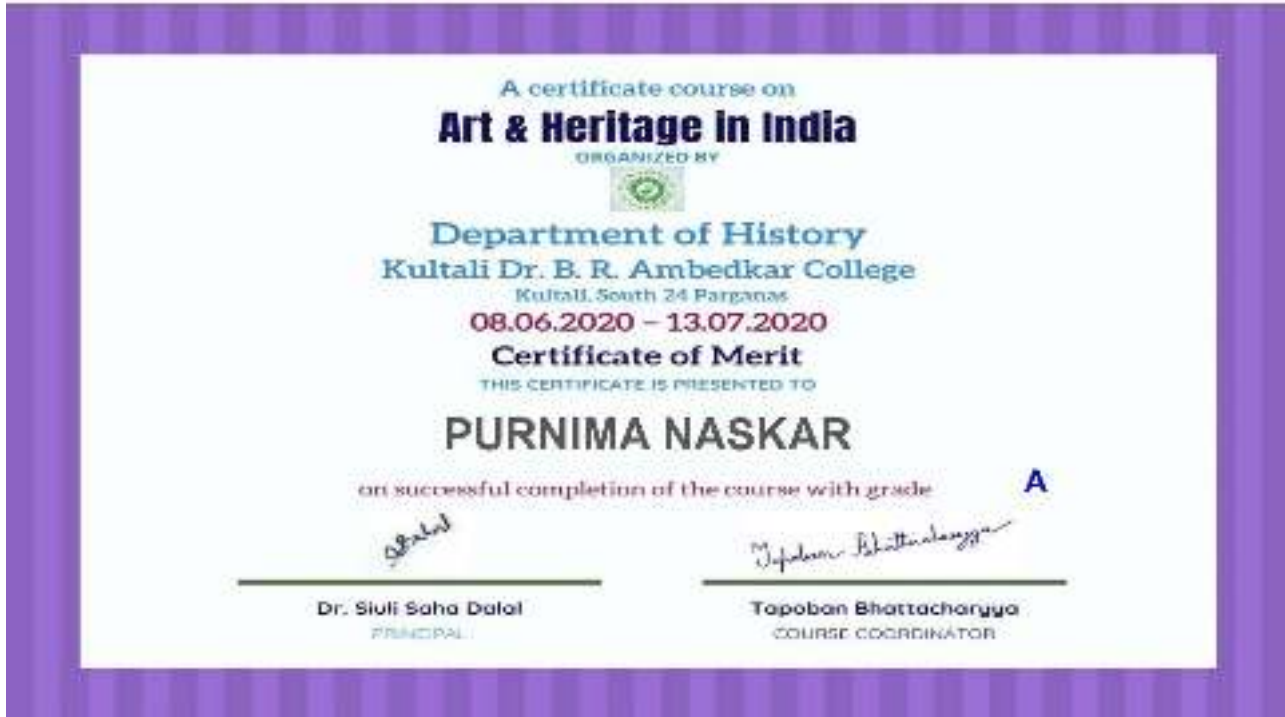 A certificate course on
Art & Heritage in India
ORGANIZED BY
Department of History
Kultali Dr. B. R. Ambedkar College
Kultali, South 24 Parganas
08.06.2020 – 13.07.2020
Certificate of Merit
THIS CERTIFICATE IS PRESENTED TO
PURNIMA NASKAR
on successful completion of the course with grade A
Tapoban Bhattacharyya
Dr. Siuli Saha Dalal
Tapoban Bhattacharyya
PRINCIPAL
COURSE COORDINATOR